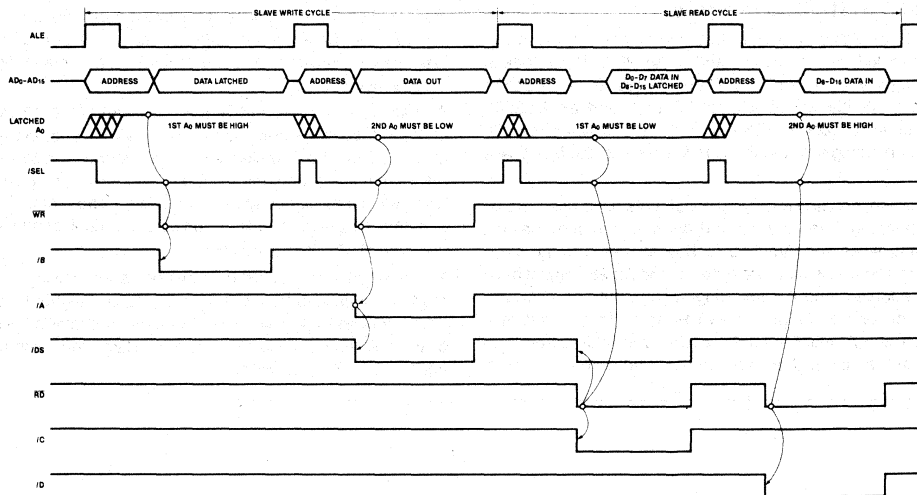 SLAVE WRITE CYCLE SLAVE READ CYCLE
ALE
AD0-AD15 ADDRESS DATA LATCHED ADDRESS DATA OUT ADDRESS D0-D7 DATA IN ADDRESS D8-D15 DATA IN
D8-D15 LATCHED
LATCHED
A0 1ST A0 MUST BE HIGH 2ND A0 MUST BE LOW 1ST A0 MUST BE LOW 2ND A0 MUST BE HIGH
/SEL
WR
/B
/A
/DS
RD
/C
/D